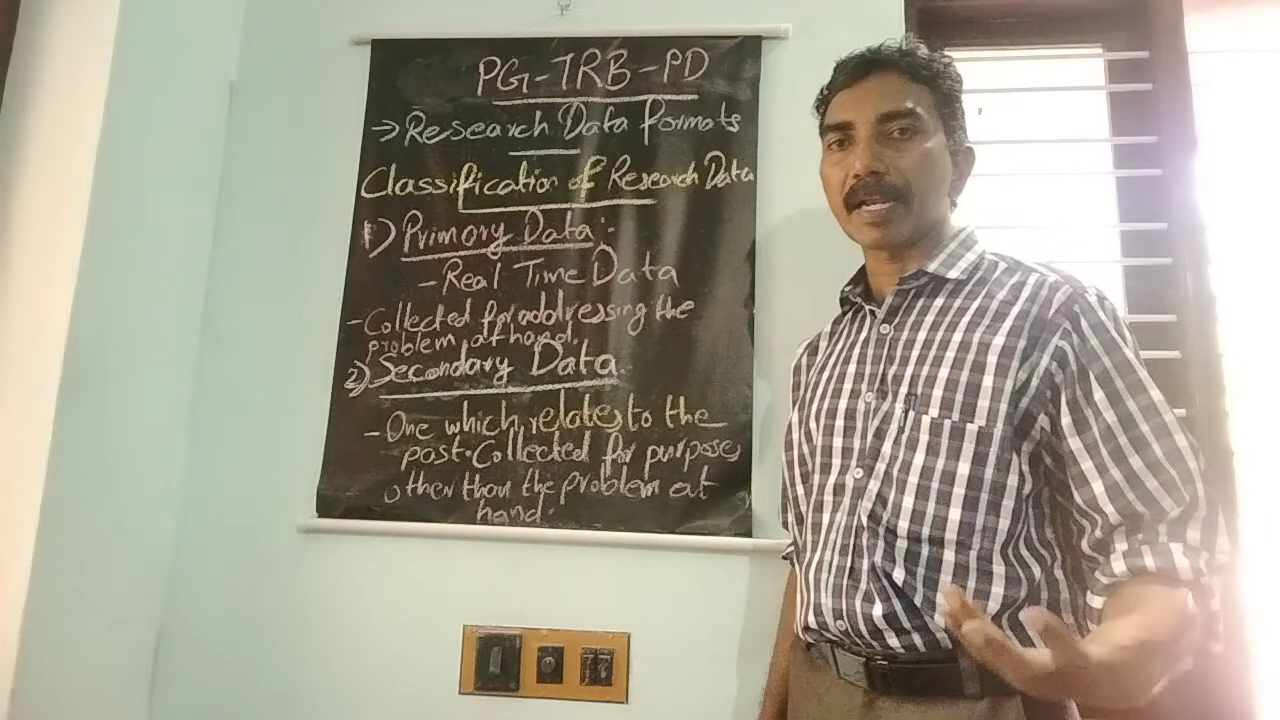 PG-TRB-PD
→Research Data formats
Classification of Research Data
1) Primary Data:-
-Real Time Data
-Collected for addressing the
problem at hand.
2) Secondary Data.
-One which relates to the
past. Collected for purposes
other than the problem at
hand.